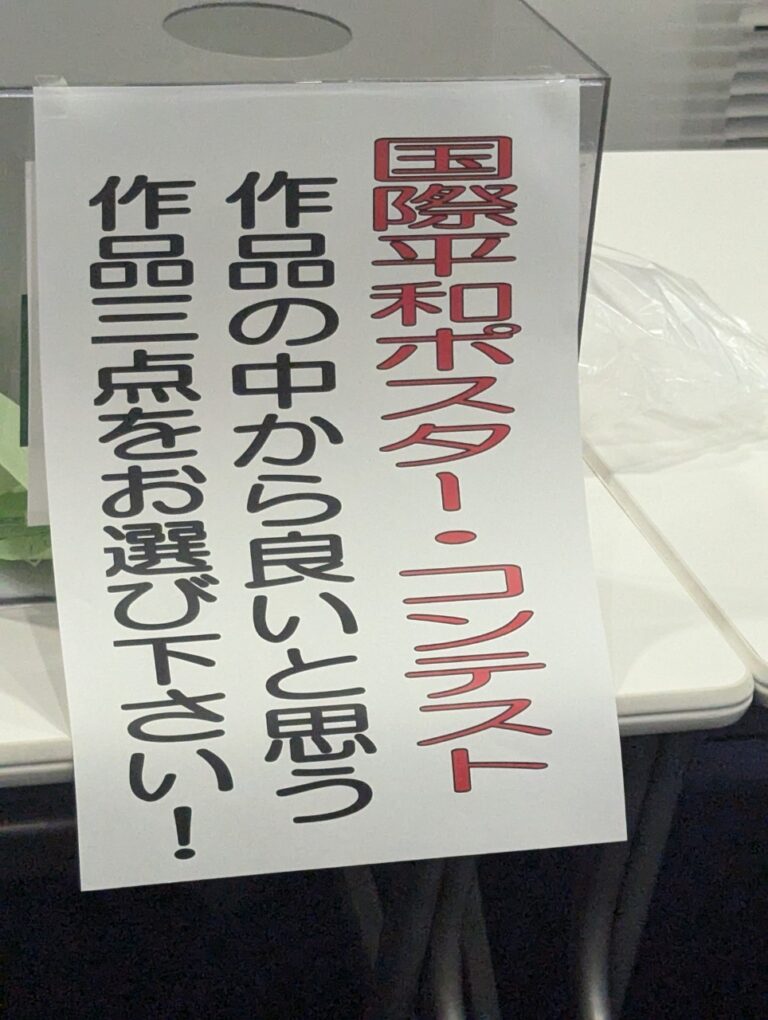 国際平和ポスター・コンテスト
作品の中から良いと思う
作品三点をお選び下さい!